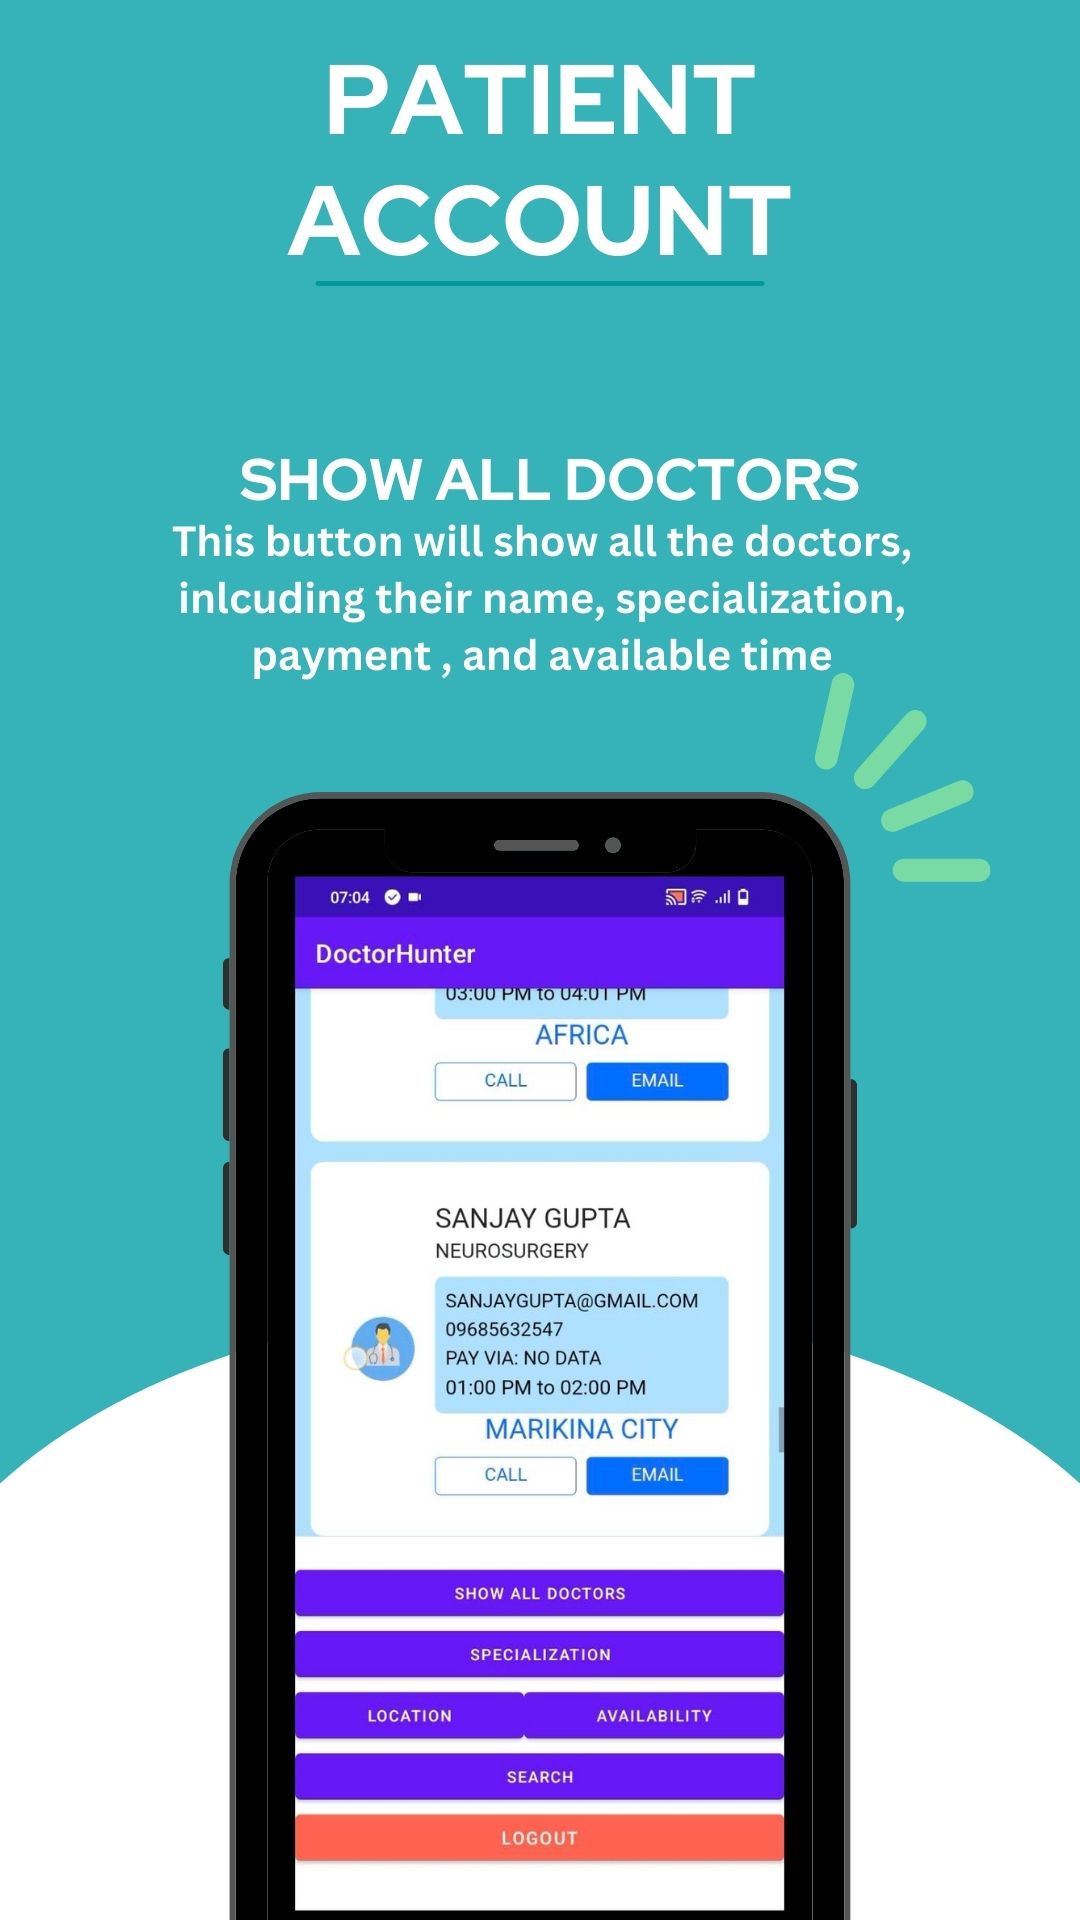 PATIENT
ACCOUNT
SHOW ALL DOCTORS
This button will show all the doctors,
inlcuding their name, specialization,
payment , and available time
07:04
DoctorHunter
03:00 PM to 04:01 PM
AFRICA
CALL EMAIL
SANJAY GUPTA
NEUROSURGERY
SANJAYGUPTA@GMAIL.COM
09685632547
PAY VIA: NO DATA
01:00 PM to 02:00 PM
MARIKINA CITY
CALL EMAIL
SHOW ALL DOCTORS
SPECIALIZATION
LOCATION AVAILABILITY
SEARCH
LOGOUT